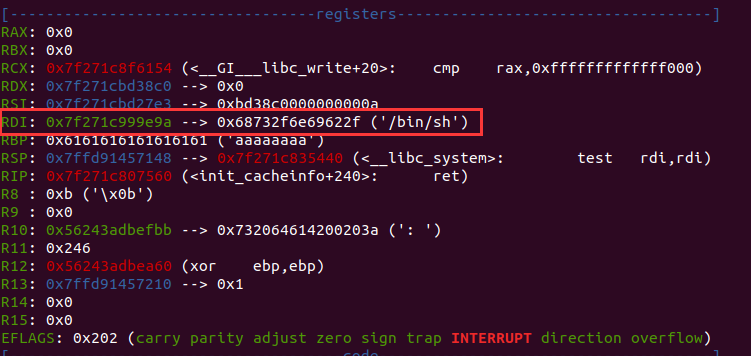 [----------------------------------registers-----------------------------------]
RAX: 0x0
RBX: 0x0
RCX: 0x7f271c8f6154 (<__GI___libc_write+20>: cmp rax,0xfffffffffffff000)
RDX: 0x7f271cbd38c0 --> 0x0
RSI: 0x7f271cbd27e3 --> 0xbd38c0000000000a
RDI: 0x7f271c999e9a --> 0x68732f6e69622f ('/bin/sh')
RBP: 0x6161616161616161 ('aaaaaaaa')
RSP: 0x7ffd91457148 --> 0x7f271c835440 (<__libc_system>: test rdi,rdi)
RIP: 0x7f271c807560 (<init_cacheinfo+240>: ret)
R8 : 0xb ('\x0b')
R9 : 0x0
R10: 0x56243adbefbb --> 0x732064614200203a (': ')
R11: 0x246
R12: 0x56243adbea60 (xor ebp,ebp)
R13: 0x7ffd91457210 --> 0x1
R14: 0x0
R15: 0x0
EFLAGS: 0x202 (carry parity adjust zero sign trap INTERRUPT direction overflow)